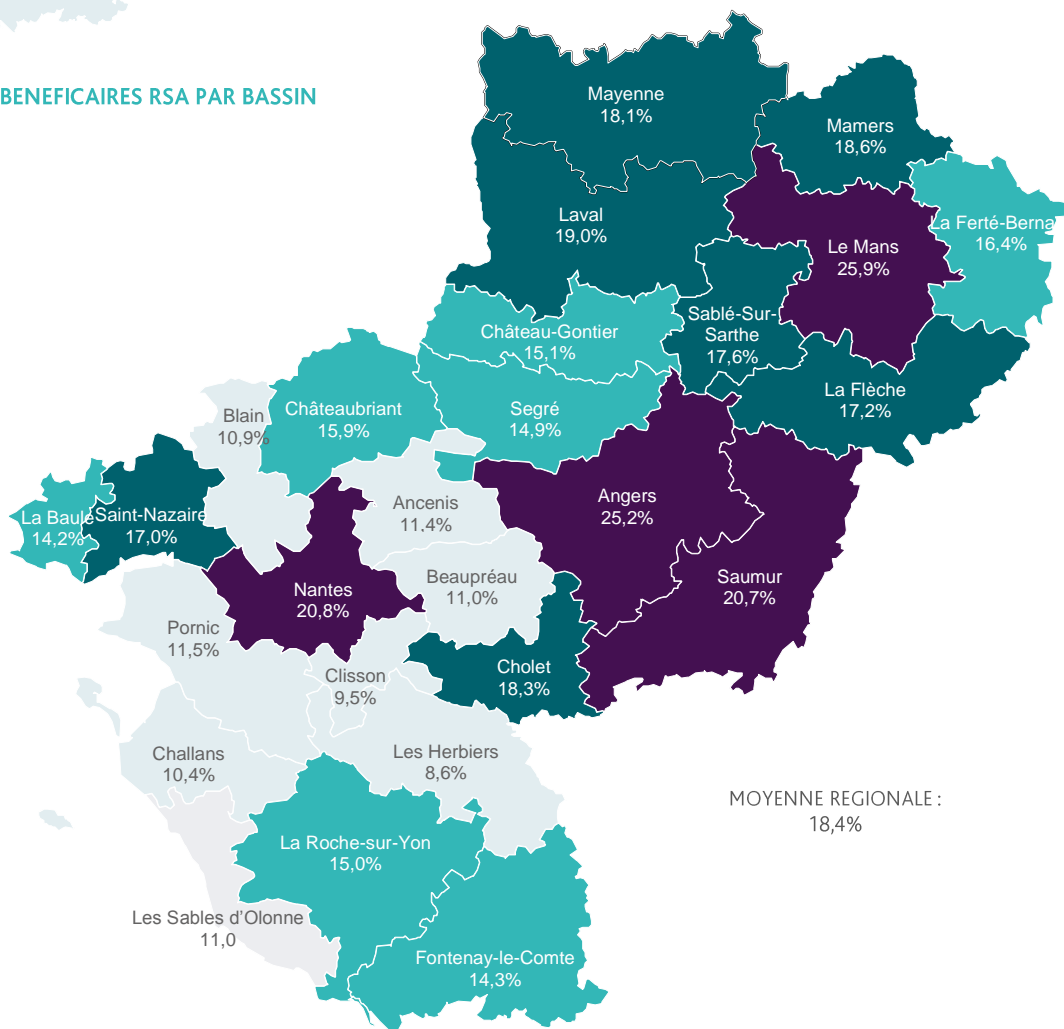 BENEFICAIRES RSA PAR BASSIN
Mayenne
18,1%
Mamers
18,6%
Laval
19,0%
La Ferté-Berna
16,4%
Le Mans
25,9%
Sablé-Sur-
Sarthe
17,6%
Château-Gontier
15,1%
La Flèche
17,2%
Segré
14,9%
Châteaubriant
15,9%
Blain
10,9%
Ancenis
11.4%
Angers
25,2%
La Baule
14,2%
Saint-Nazaire
17,0%
Beaupréau
11,0%
Saumur
20,7%
Nantes
20,8%
Pornic
11,5%
Clisson
9,5%
Cholet
18,3%
Challans
10,4%
Les Herbiers
8,6%
MOYENNE REGIONALE :
18,4%
La Roche-sur-Yon
15,0%
Les Sables d'Olonne
11,0
Fontenay-le-Comte
14,3%